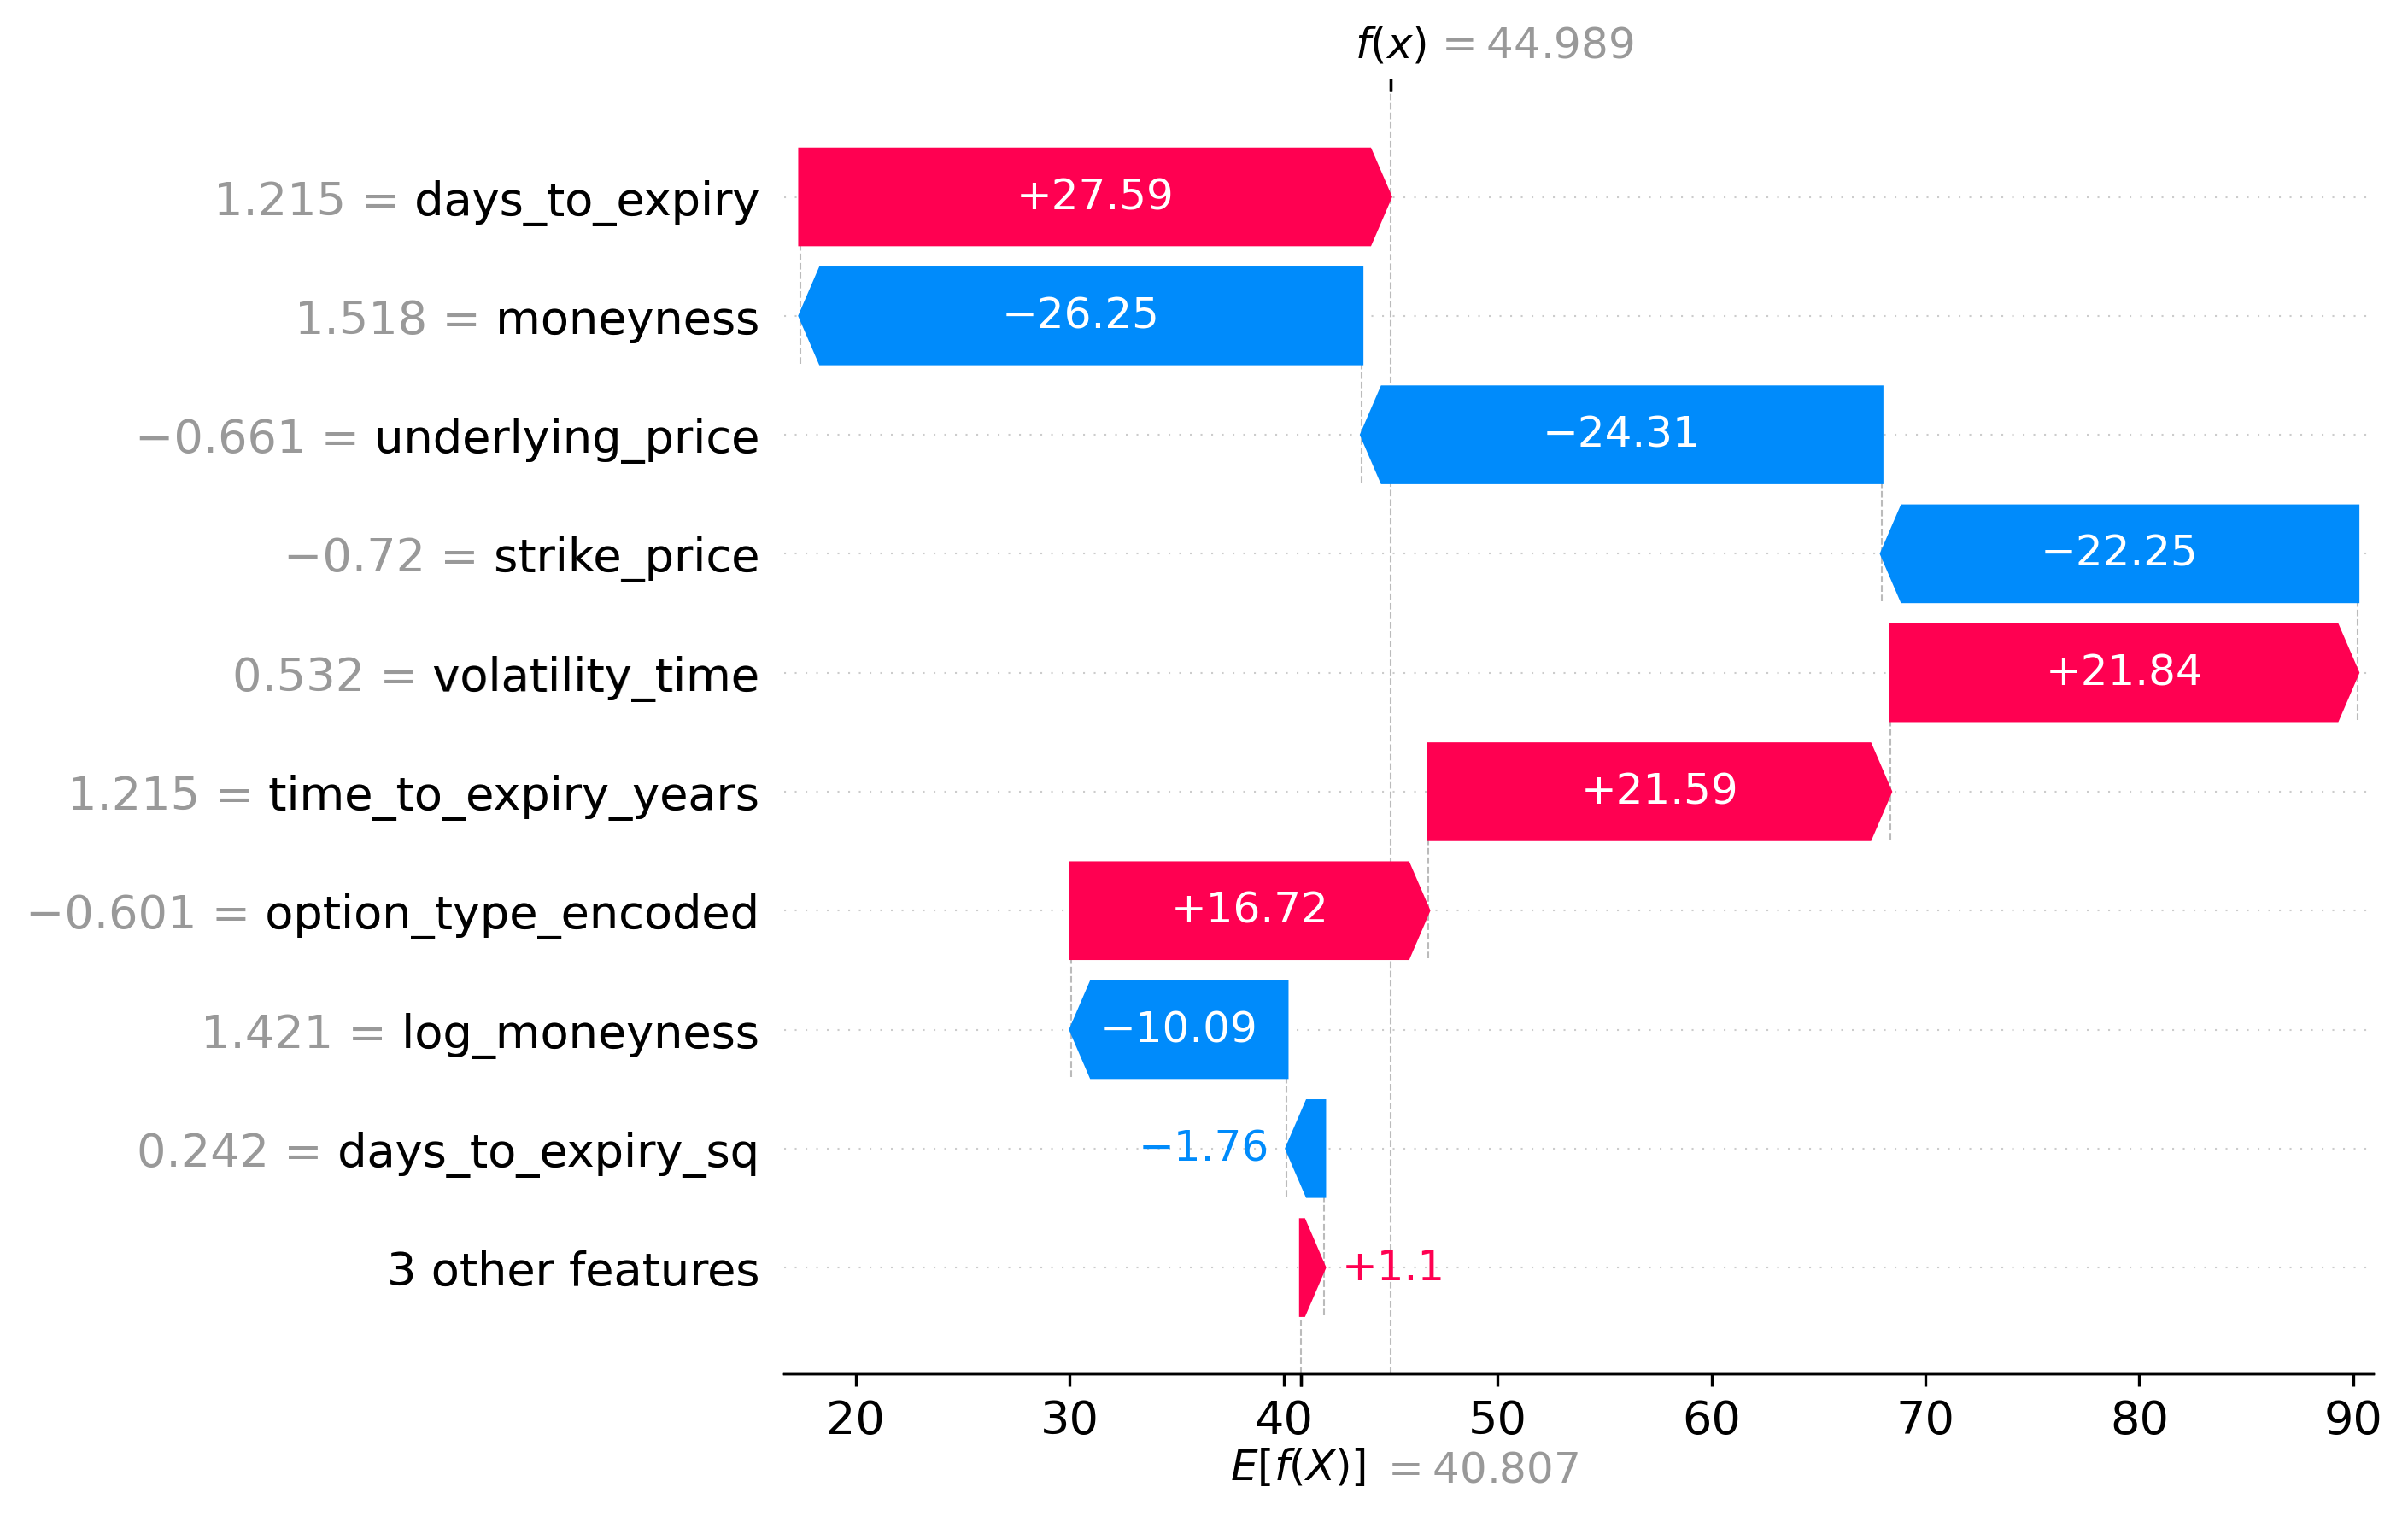 f(x) = 44.989
1.215 = days_to_expiry +27.59
1.518 = moneyness −26.25
−0.661 = underlying_price −24.31
−0.72 = strike_price −22.25
0.532 = volatility_time +21.84
1.215 = time_to_expiry_years +21.59
−0.601 = option_type_encoded +16.72
1.421 = log_moneyness −10.09
0.242 = days_to_expiry_sq −1.76
3 other features +1.1
20 30 40 50 60 70 80 90
E[f(X)] = 40.807